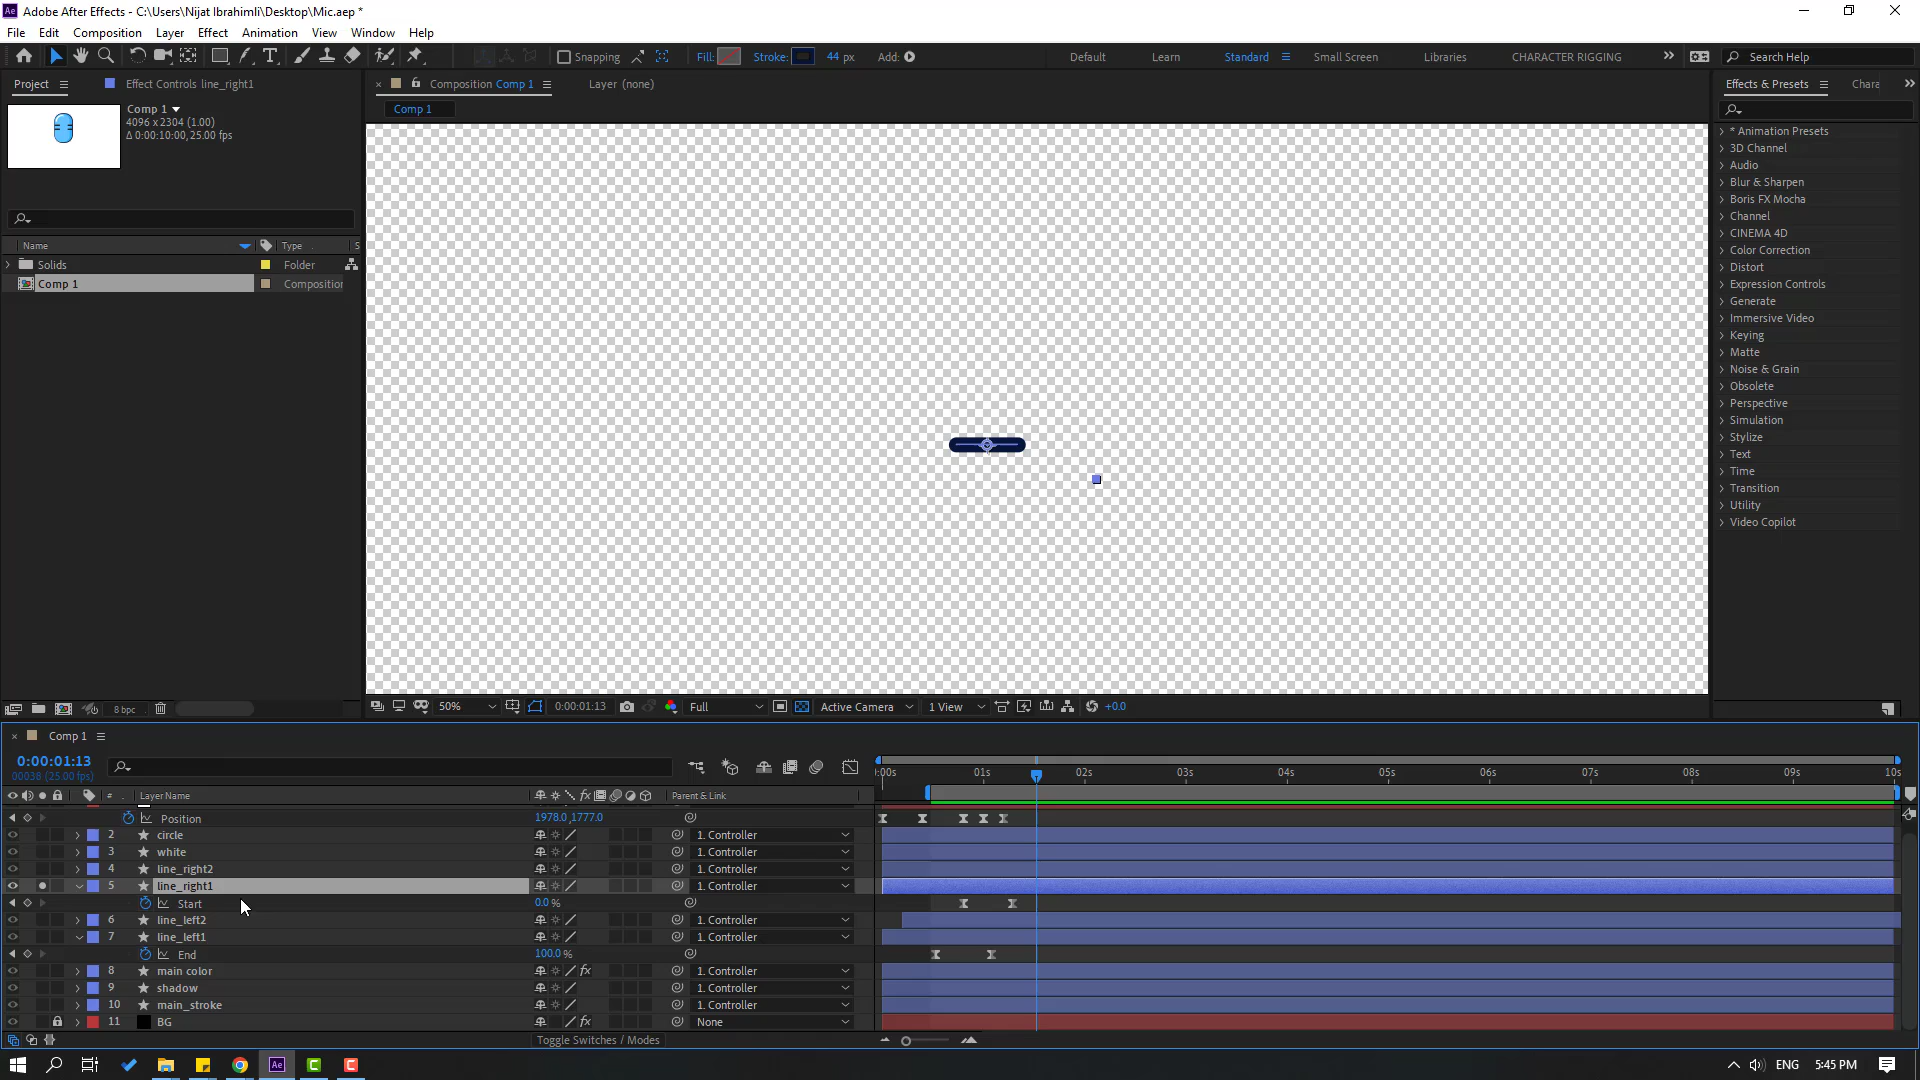 Adobe After Effects - C:\Users\Nijat Ibrahimli\Desktop\Mic.aep *
File Edit Composition Layer Effect Animation View Window Help
Snapping Fill: Stroke: 44 px Add: Default Learn Standard Small Screen Libraries CHARACTER RIGGING Search Help
Project Effect Controls line_right1
Comp 1
4096 x 2304 (1.00)
Δ 0:00:10:00, 25.00 fps
Name Type S
Solids Folder
Comp 1 Composition
8 bpc
Composition Comp 1 Layer (none)
Comp 1
50% 0:00:01:13 Full Active Camera 1 View +0.0
Effects & Presets Chara
* Animation Presets
3D Channel
Audio
Blur & Sharpen
Boris FX Mocha
Channel
CINEMA 4D
Color Correction
Distort
Expression Controls
Generate
Immersive Video
Keying
Matte
Noise & Grain
Obsolete
Perspective
Simulation
Stylize
Text
Time
Transition
Utility
Video Copilot
Comp 1
0:00:01:13
00038 (25.00 fps)
:00s 01s 02s 03s 04s 05s 06s 07s 08s 09s 10s
# Layer Name fx Parent & Link
Position 1978.0,1777.0
2 circle 1. Controller
3 white 1. Controller
4 line_right2 1. Controller
5 line_right1 1. Controller
Start 0.0 %
6 line_left2 1. Controller
7 line_left1 1. Controller
End 100.0 %
8 main color fx 1. Controller
9 shadow 1. Controller
10 main_stroke 1. Controller
11 BG fx None
Toggle Switches / Modes
Ae ENG 5:45 PM